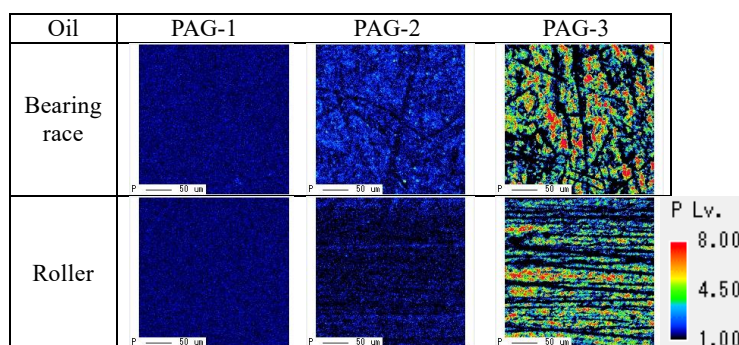 Oil PAG-1 PAG-2 PAG-3
Bearing
race
P 50 um P 50 um P 50 um
Roller
P 50 um P 50 um P 50 um
P Lv.
8.00
4.50
1.00